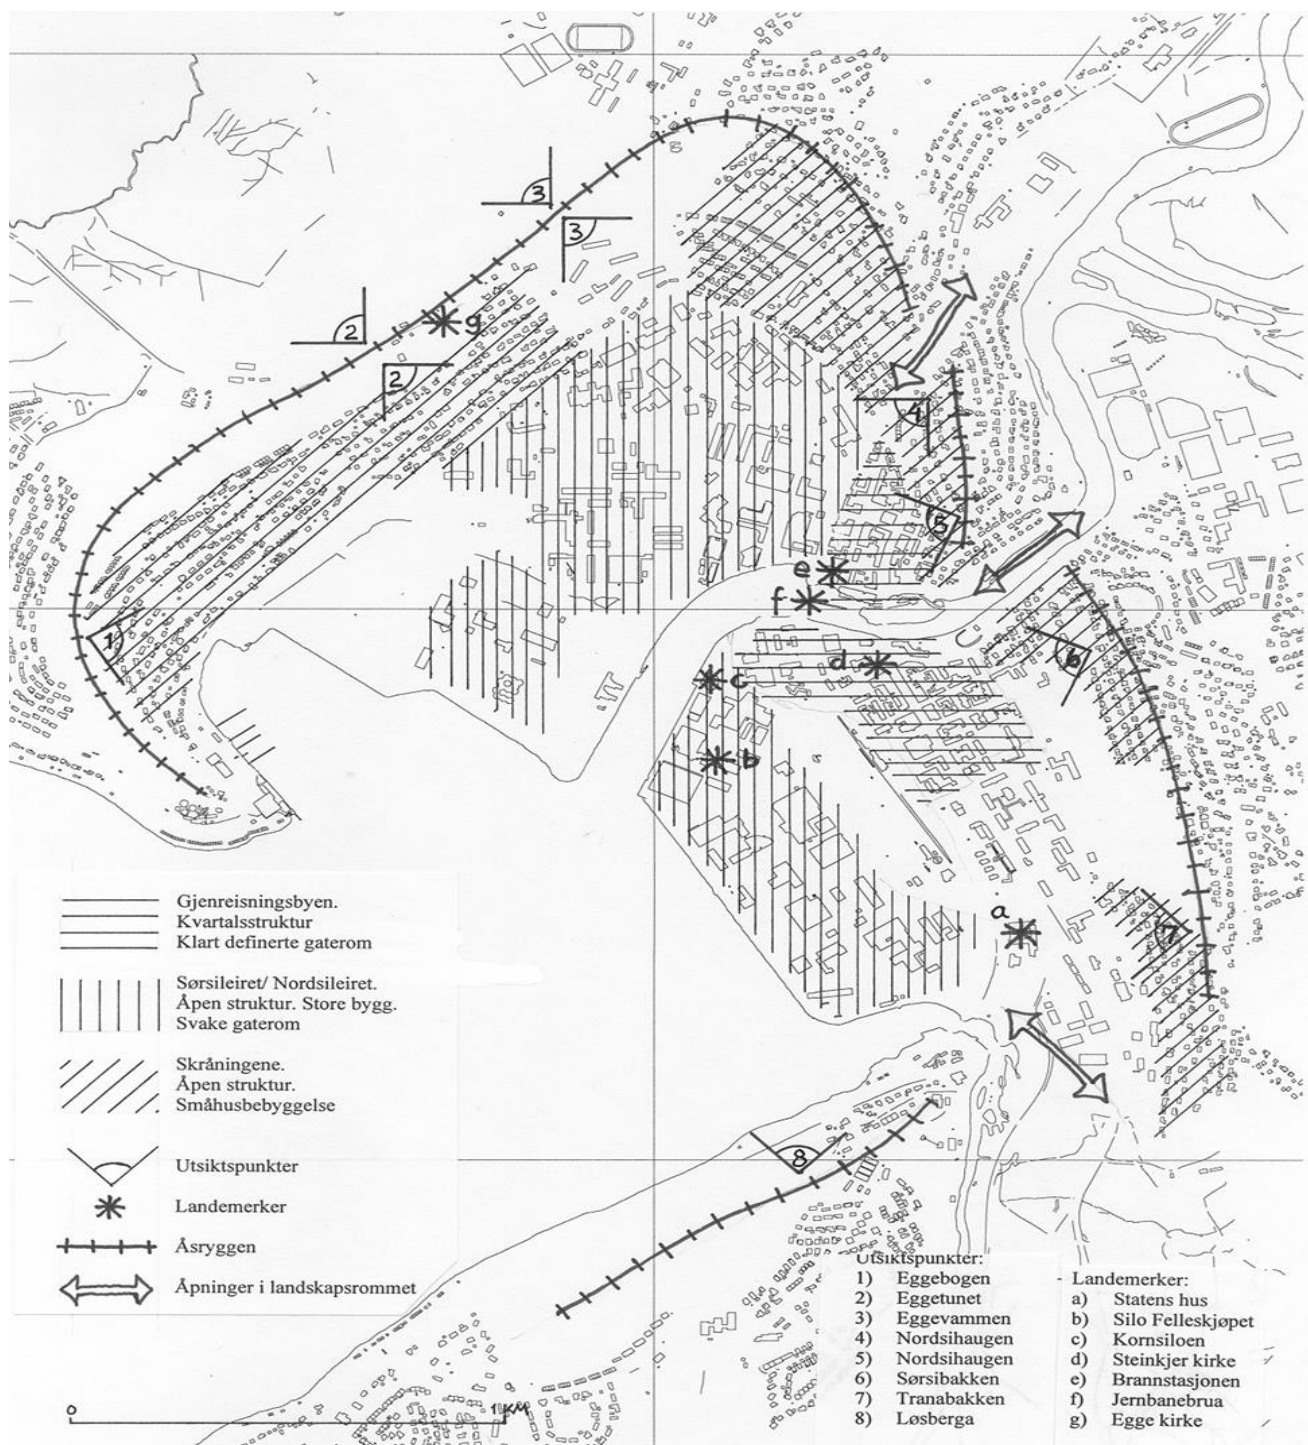 3
3
2
g
2
4
5
e
f
1
6
d
c
b
a
7
Gjenreisningsbyen.
Kvartalsstruktur
Klart definerte gaterom
Sørsileiret/ Nordsileiret.
Åpen struktur. Store bygg.
Svake gaterom
Skråningene.
Åpen struktur.
Småhusbebyggelse
Utsiktspunkter
Landemerker
Åsryggen
Åpninger i landskapsrommet
8
Utsiktspunkter:
1) Eggebogen
2) Eggetunet
3) Eggevammen
4) Nordsihaugen
5) Nordsihaugen
6) Sørsibakken
7) Tranabakken
8) Løsberga
Landemerker:
a) Statens hus
b) Silo Felleskjøpet
c) Kornsiloen
d) Steinkjer kirke
e) Brannstasjonen
f) Jernbanebrua
g) Egge kirke
0
1 KM